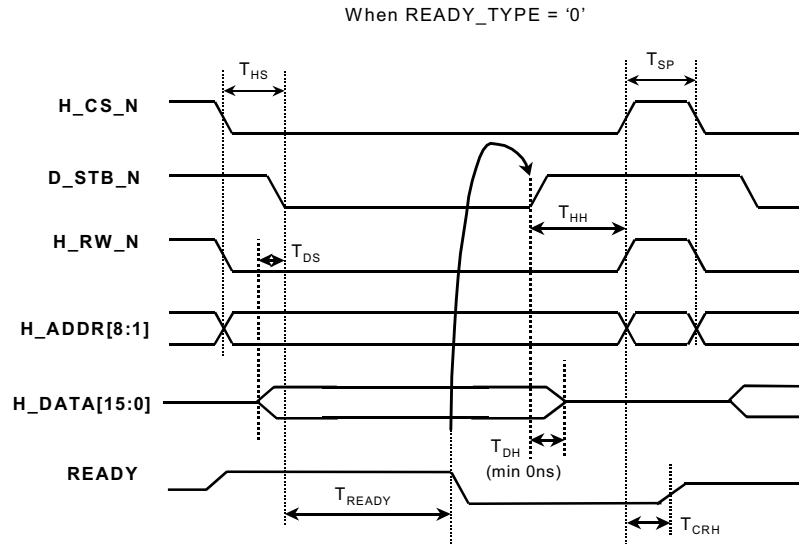 When READY_TYPE = ‘0’
T_HS
T_SP
H_CS_N
D_STB_N
T_HH
H_RW_N
T_DS
H_ADDR[8:1]
H_DATA[15:0]
T_DH
(min 0ns)
READY
T_READY
T_CRH